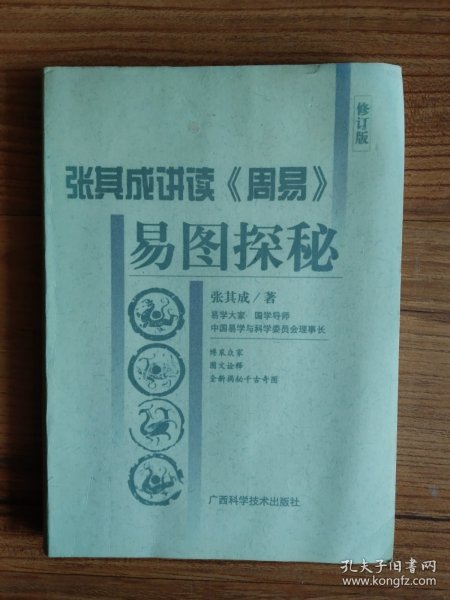 修订版
张其成讲读《周易》
易图探秘
张其成/著
易学大家 国学导师
中国易学与科学委员会理事长
博采众家
图文诠释
全新揭秘千古奇图
广西科学技术出版社
孔夫子旧书网
www.kongfz.com